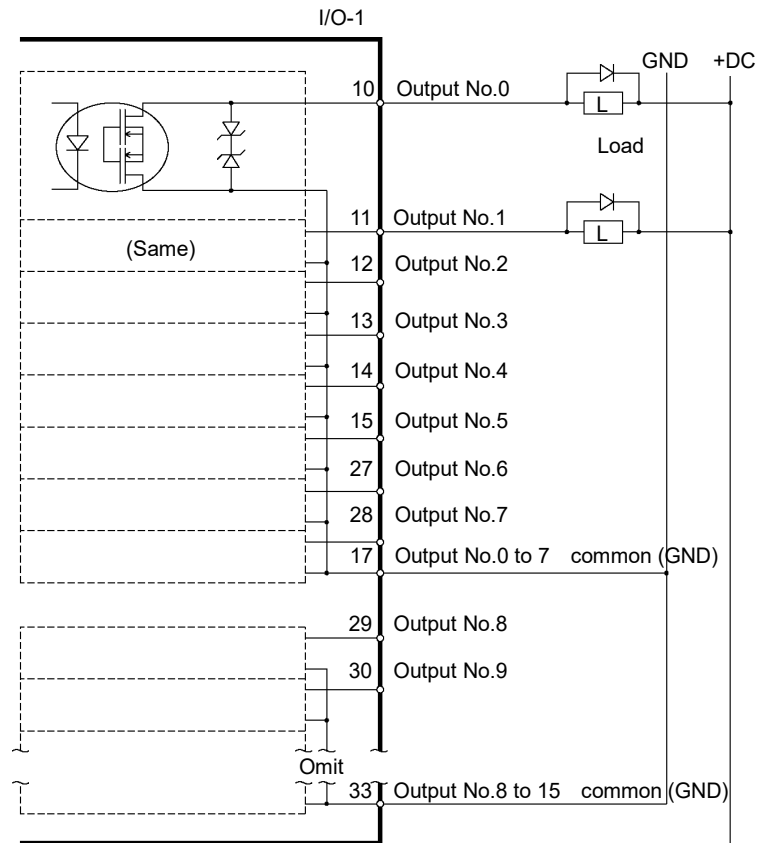 I/O-1
GND +DC
10 Output No.0
L
Load
11 Output No.1
L
(Same)
12 Output No.2
13 Output No.3
14 Output No.4
15 Output No.5
27 Output No.6
28 Output No.7
17 Output No.0 to 7 common (GND)
29 Output No.8
30 Output No.9
Omit
33 Output No.8 to 15 common (GND)